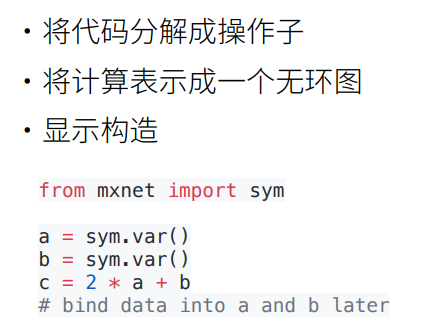 • 将代码分解成操作子
• 将计算表示成一个无环图
• 显示构造
from mxnet import sym
a = sym.var()
b = sym.var()
c = 2 * a + b
# bind data into a and b later